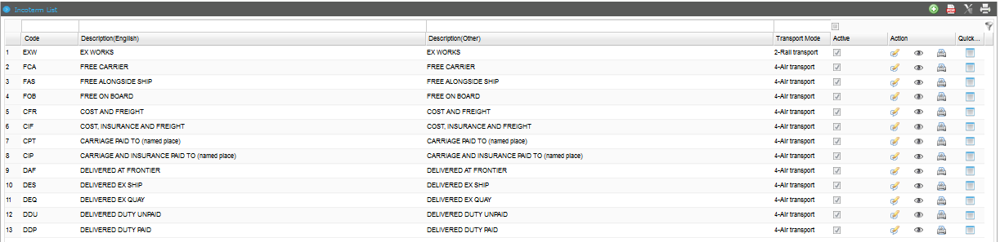 Incoterm List
Code Description(English) Description(Other) Transport Mode Active Action Quick...
1 EXW EX WORKS EX WORKS 2-Rail transport
2 FCA FREE CARRIER FREE CARRIER 4-Air transport
3 FAS FREE ALONGSIDE SHIP FREE ALONGSIDE SHIP 4-Air transport
4 FOB FREE ON BOARD FREE ON BOARD 4-Air transport
5 CFR COST AND FREIGHT COST AND FREIGHT 4-Air transport
6 CIF COST, INSURANCE AND FREIGHT COST, INSURANCE AND FREIGHT 4-Air transport
7 CPT CARRIAGE PAID TO (named place) CARRIAGE PAID TO (named place) 4-Air transport
8 CIP CARRIAGE AND INSURANCE PAID TO (named place) CARRIAGE AND INSURANCE PAID TO (named place) 4-Air transport
9 DAF DELIVERED AT FRONTIER DELIVERED AT FRONTIER 4-Air transport
10 DES DELIVERED EX SHIP DELIVERED EX SHIP 4-Air transport
11 DEQ DELIVERED EX QUAY DELIVERED EX QUAY 4-Air transport
12 DDU DELIVERED DUTY UNPAID DELIVERED DUTY UNPAID 4-Air transport
13 DDP DELIVERED DUTY PAID DELIVERED DUTY PAID 4-Air transport